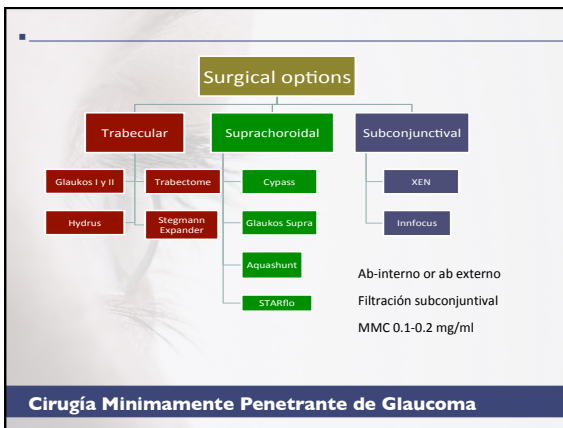 Surgical options
Trabecular
Suprachoroidal
Subconjunctival
Glaukos I y II
Trabectome
Cypass
XEN
Hydrus
Stegmann
Expander
Glaukos Supra
Innfocus
Aquashunt
STARflo
Ab-interno or ab externo
Filtración subconjuntival
MMC 0.1-0.2 mg/ml
Cirugía Minimamente Penetrante de Glaucoma